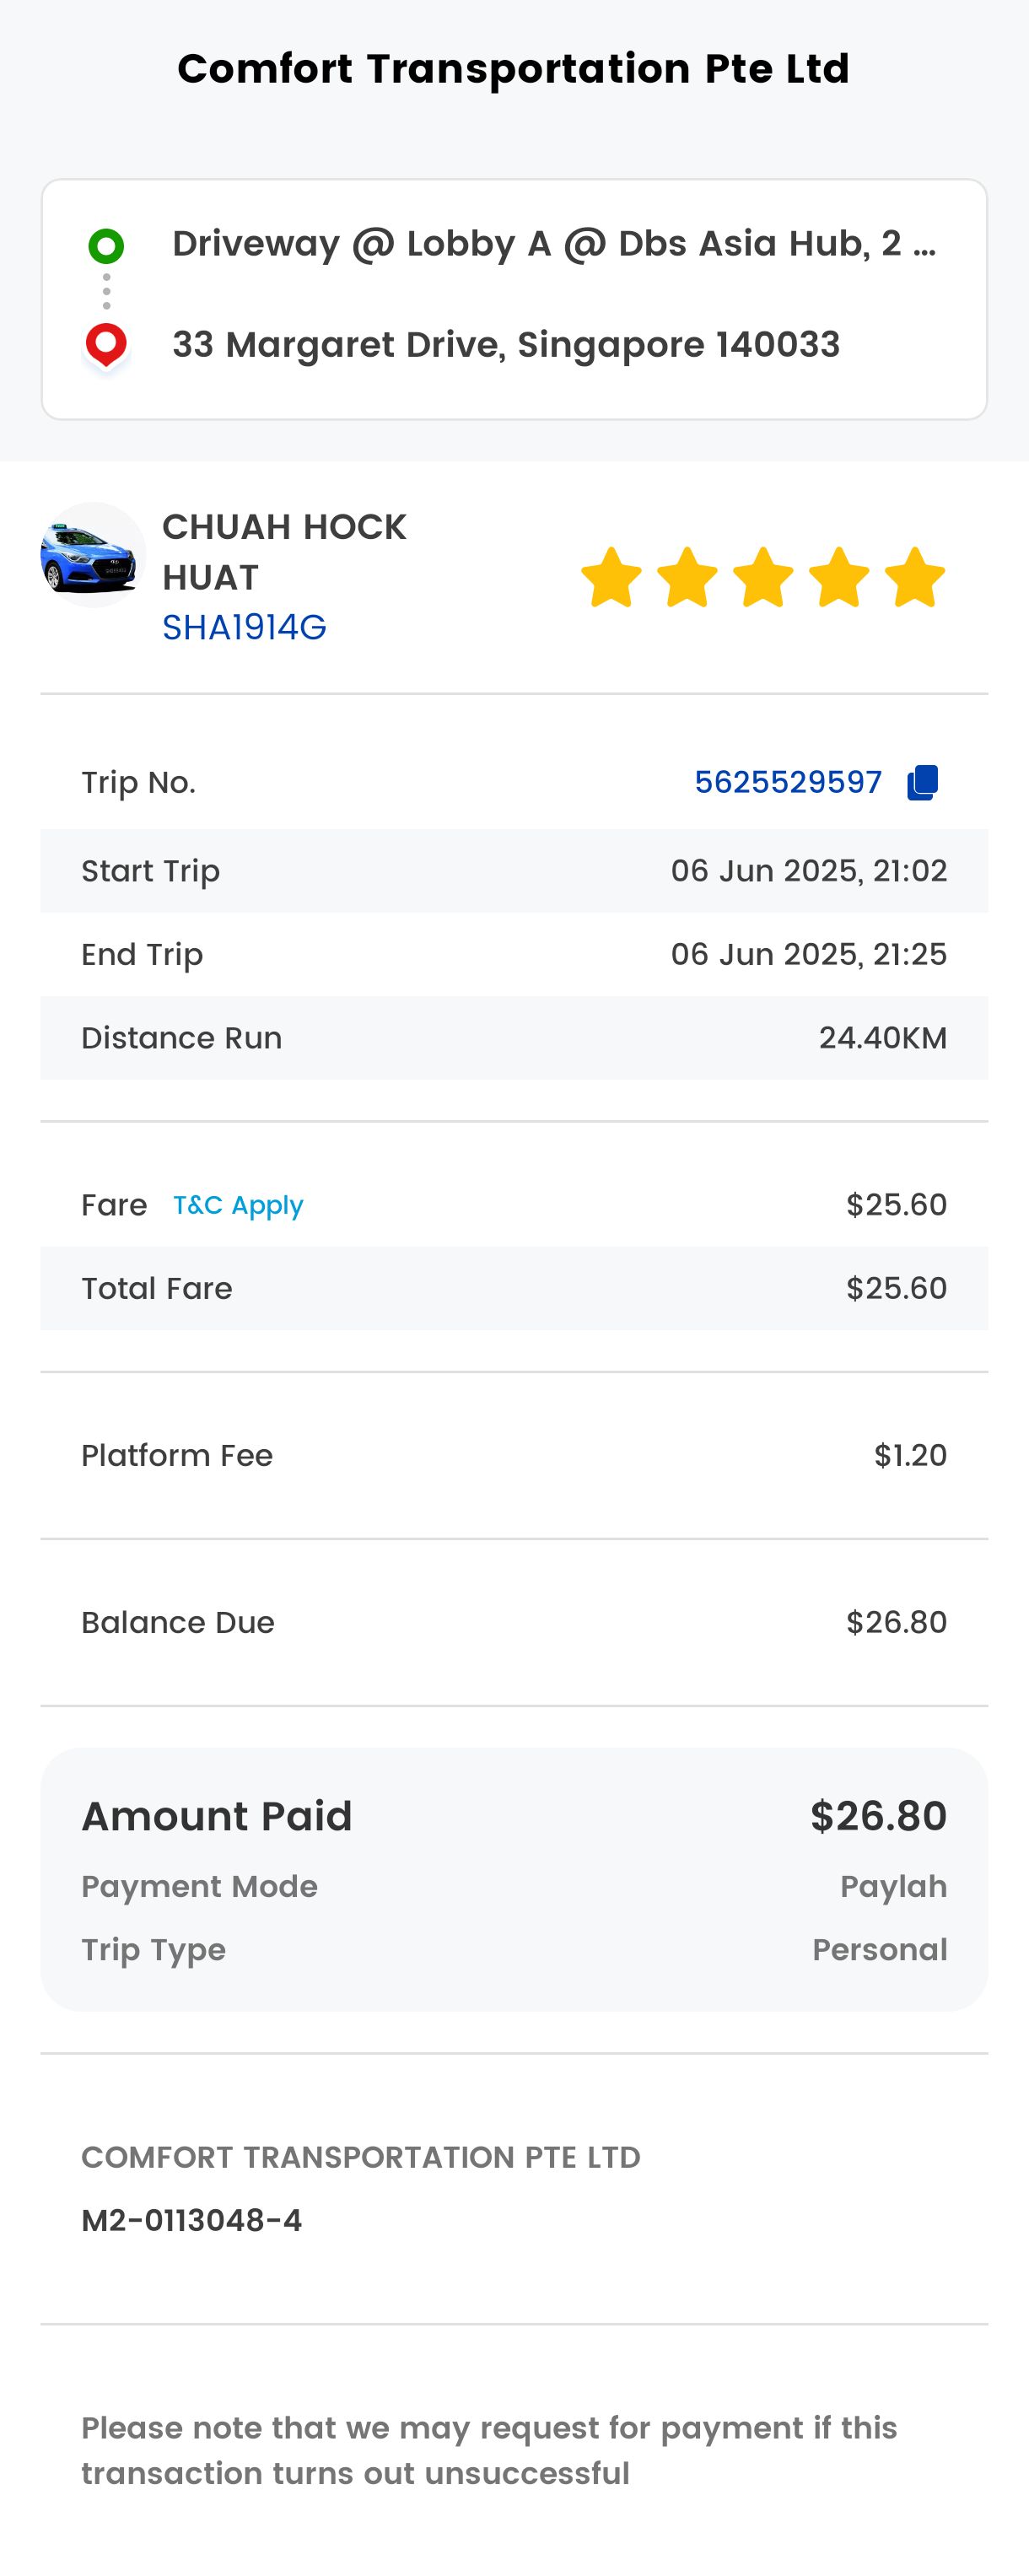 Comfort Transportation Pte Ltd
Driveway @ Lobby A @ Dbs Asia Hub, 2 ...
33 Margaret Drive, Singapore 140033
CHUAH HOCK
HUAT
SHA1914G
Trip No. 5625529597
Start Trip 06 Jun 2025, 21:02
End Trip 06 Jun 2025, 21:25
Distance Run 24.40KM
Fare T&C Apply $25.60
Total Fare $25.60
Platform Fee $1.20
Balance Due $26.80
Amount Paid $26.80
Payment Mode Paylah
Trip Type Personal
COMFORT TRANSPORTATION PTE LTD
M2-0113048-4
Please note that we may request for payment if this
transaction turns out unsuccessful